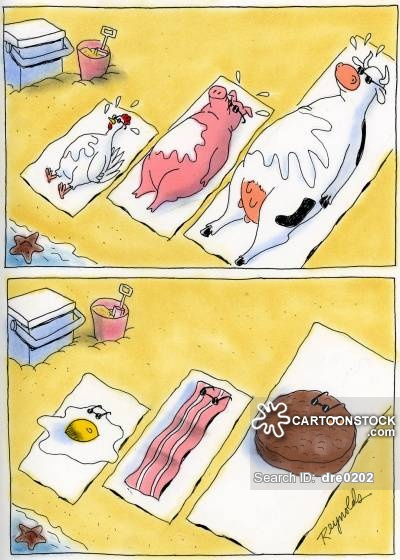 CARTOONSTOCK
.com
Search ID: dre0202
Reynolds